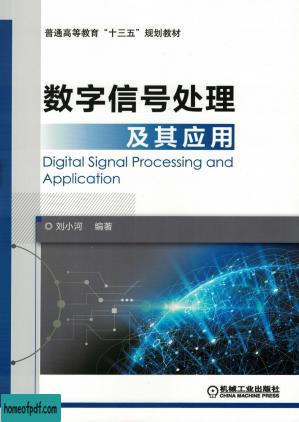 普通高等教育“十三五”规划教材
数字信号处理
及其应用
Digital Signal Processing and
Application
◎ 刘小河 编著
机械工业出版社
CHINA MACHINE PRESS
homeofpdf.com